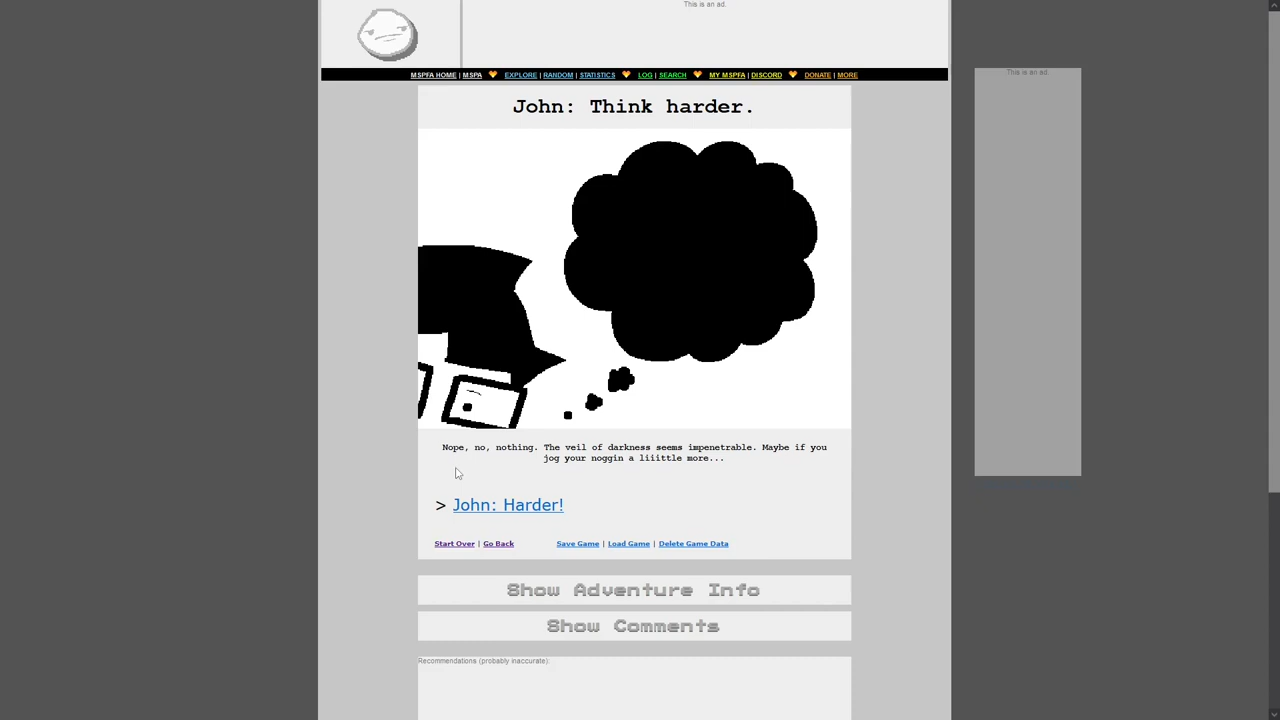 This is an ad.
MSPFA HOME | MSPA EXPLORE | RANDOM | STATISTICS LOG | SEARCH MY MSPFA | DISCORD DONATE | MORE
This is an ad.
John: Think harder.
Nope, no, nothing. The veil of darkness seems impenetrable. Maybe if you
jog your noggin a liiittle more...
> John: Harder!
Start Over | Go Back Save Game | Load Game | Delete Game Data
Show Adventure Info
Show Comments
Recommendations (probably inaccurate):